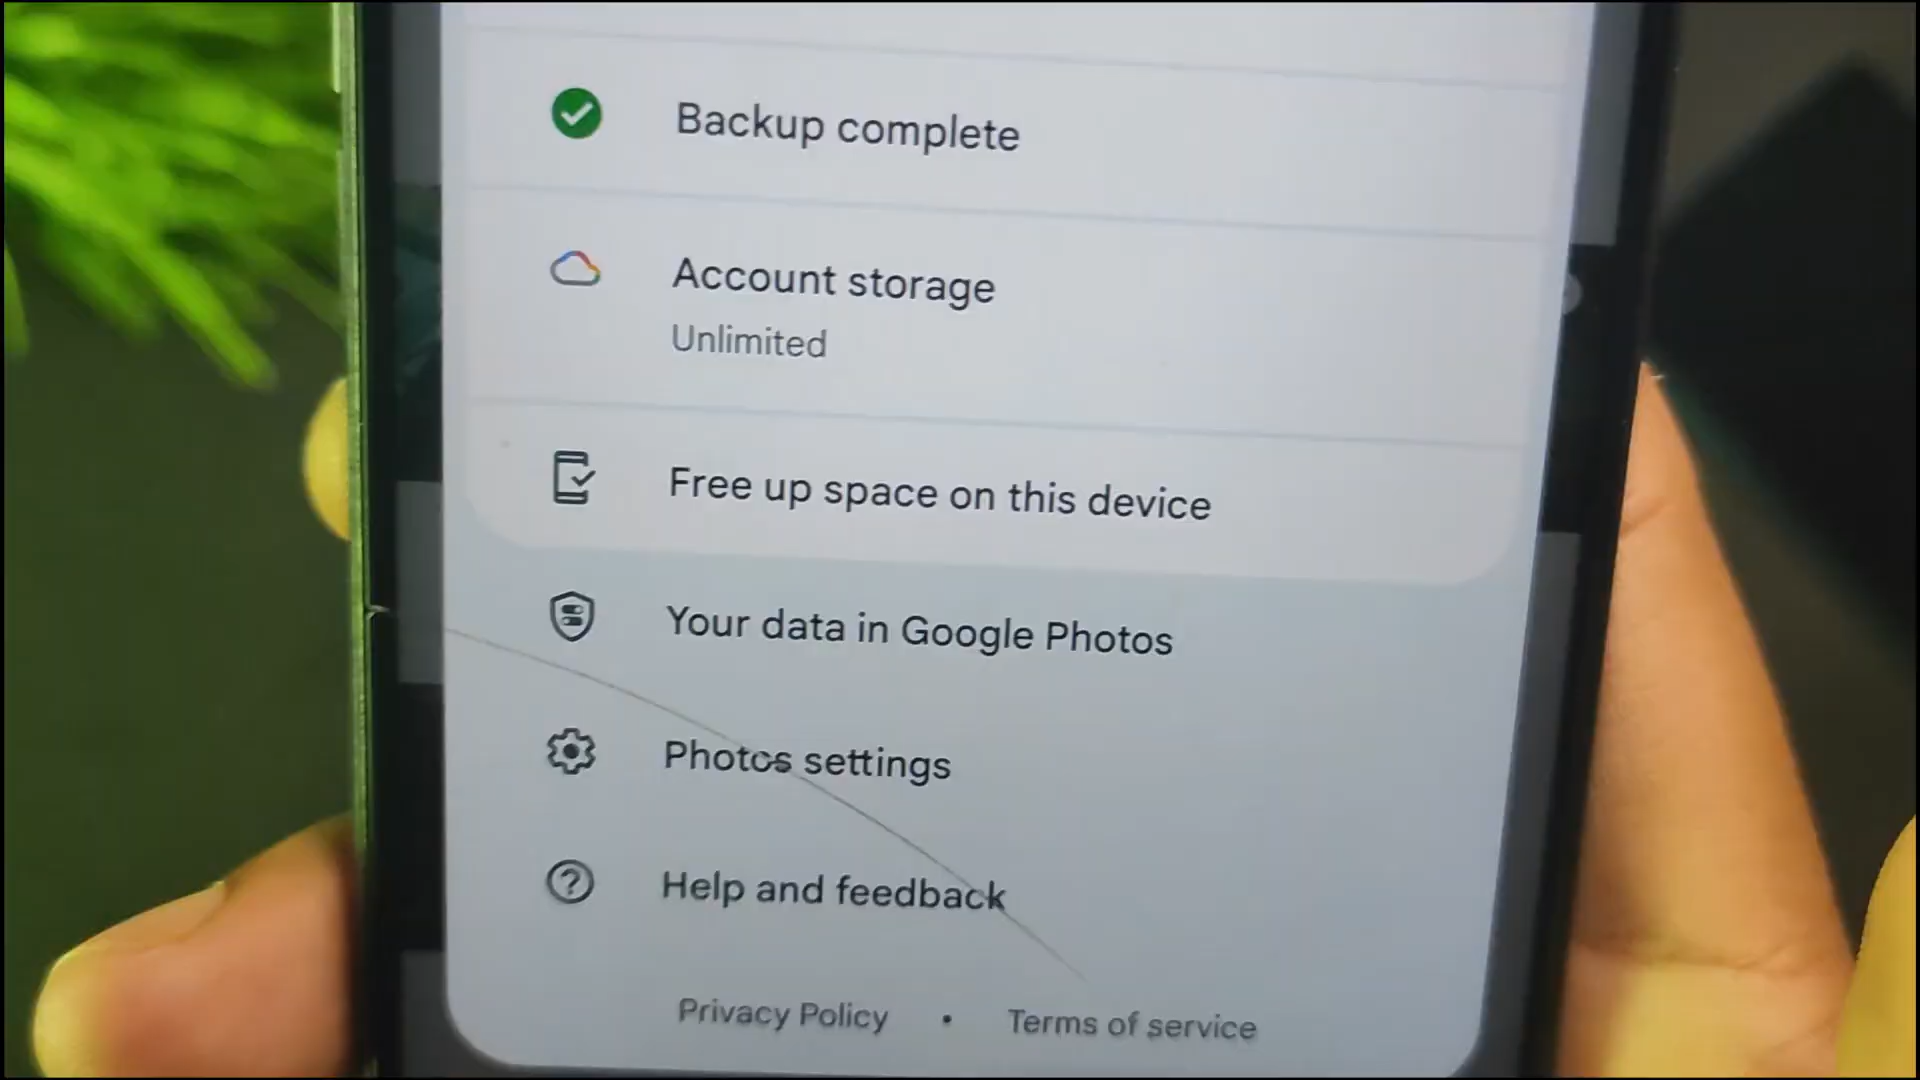 Backup complete
Account storage
Unlimited
Free up space on this device
Your data in Google Photos
Photos settings
Help and feedback
Privacy Policy • Terms of service